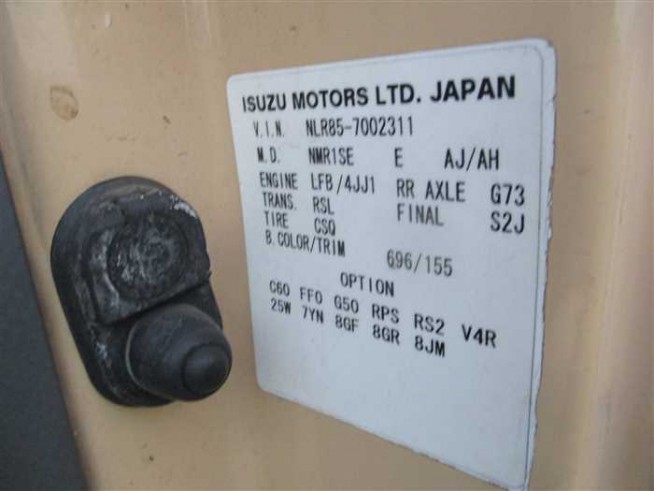 ISUZU MOTORS LTD. JAPAN
V.I.N. NLR85-7002311
M.D. NMR1SE E AJ/AH
ENGINE LFB/4JJ1 RR AXLE G73
TRANS. RSL FINAL S2J
TIRE CSQ
B.COLOR/TRIM 696/155
OPTION
C60 FFO G50 RPS RS2 V4R
25W 7YN 8GF 8GR 8JM